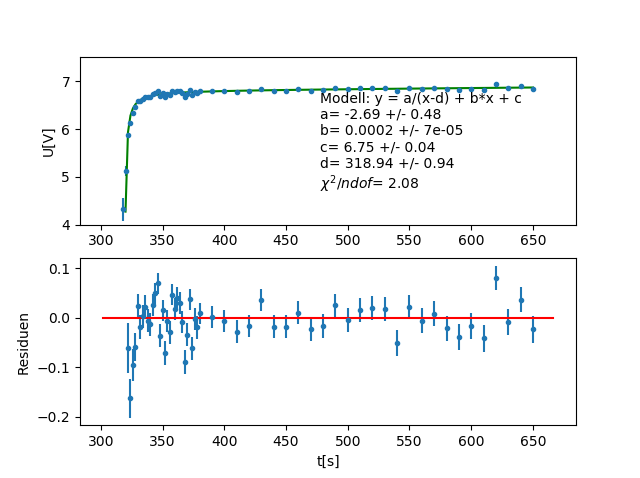 7
6
5
4
U[V]
Modell: y = a/(x-d) + b*x + c
a= -2.69 +/- 0.48
b= 0.0002 +/- 7e-05
c= 6.75 +/- 0.04
d= 318.94 +/- 0.94
χ²/ndof= 2.08
300 350 400 450 500 550 600 650
0.1
0.0
−0.1
−0.2
Residuen
300 350 400 450 500 550 600 650
t[s]